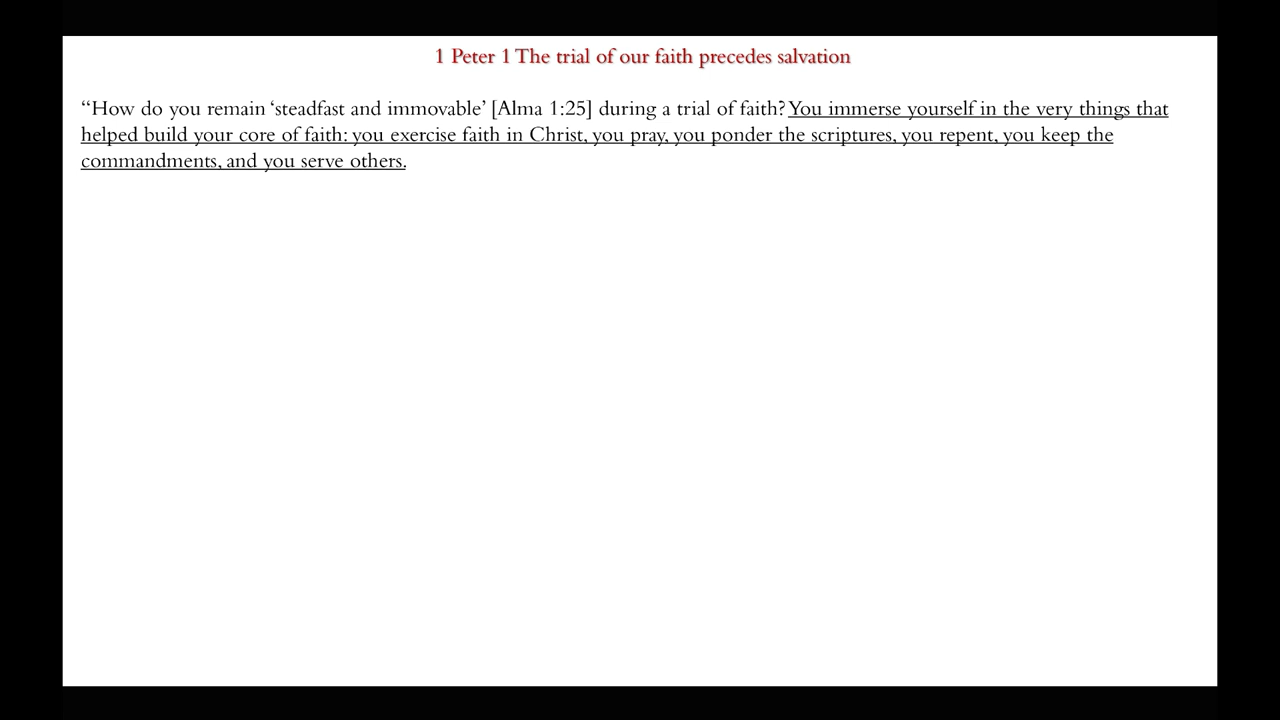 1 Peter 1 The trial of our faith precedes salvation
“How do you remain ‘steadfast and immovable’ [Alma 1:25] during a trial of faith? You immerse yourself in the very things that
helped build your core of faith: you exercise faith in Christ, you pray, you ponder the scriptures, you repent, you keep the
commandments, and you serve others.